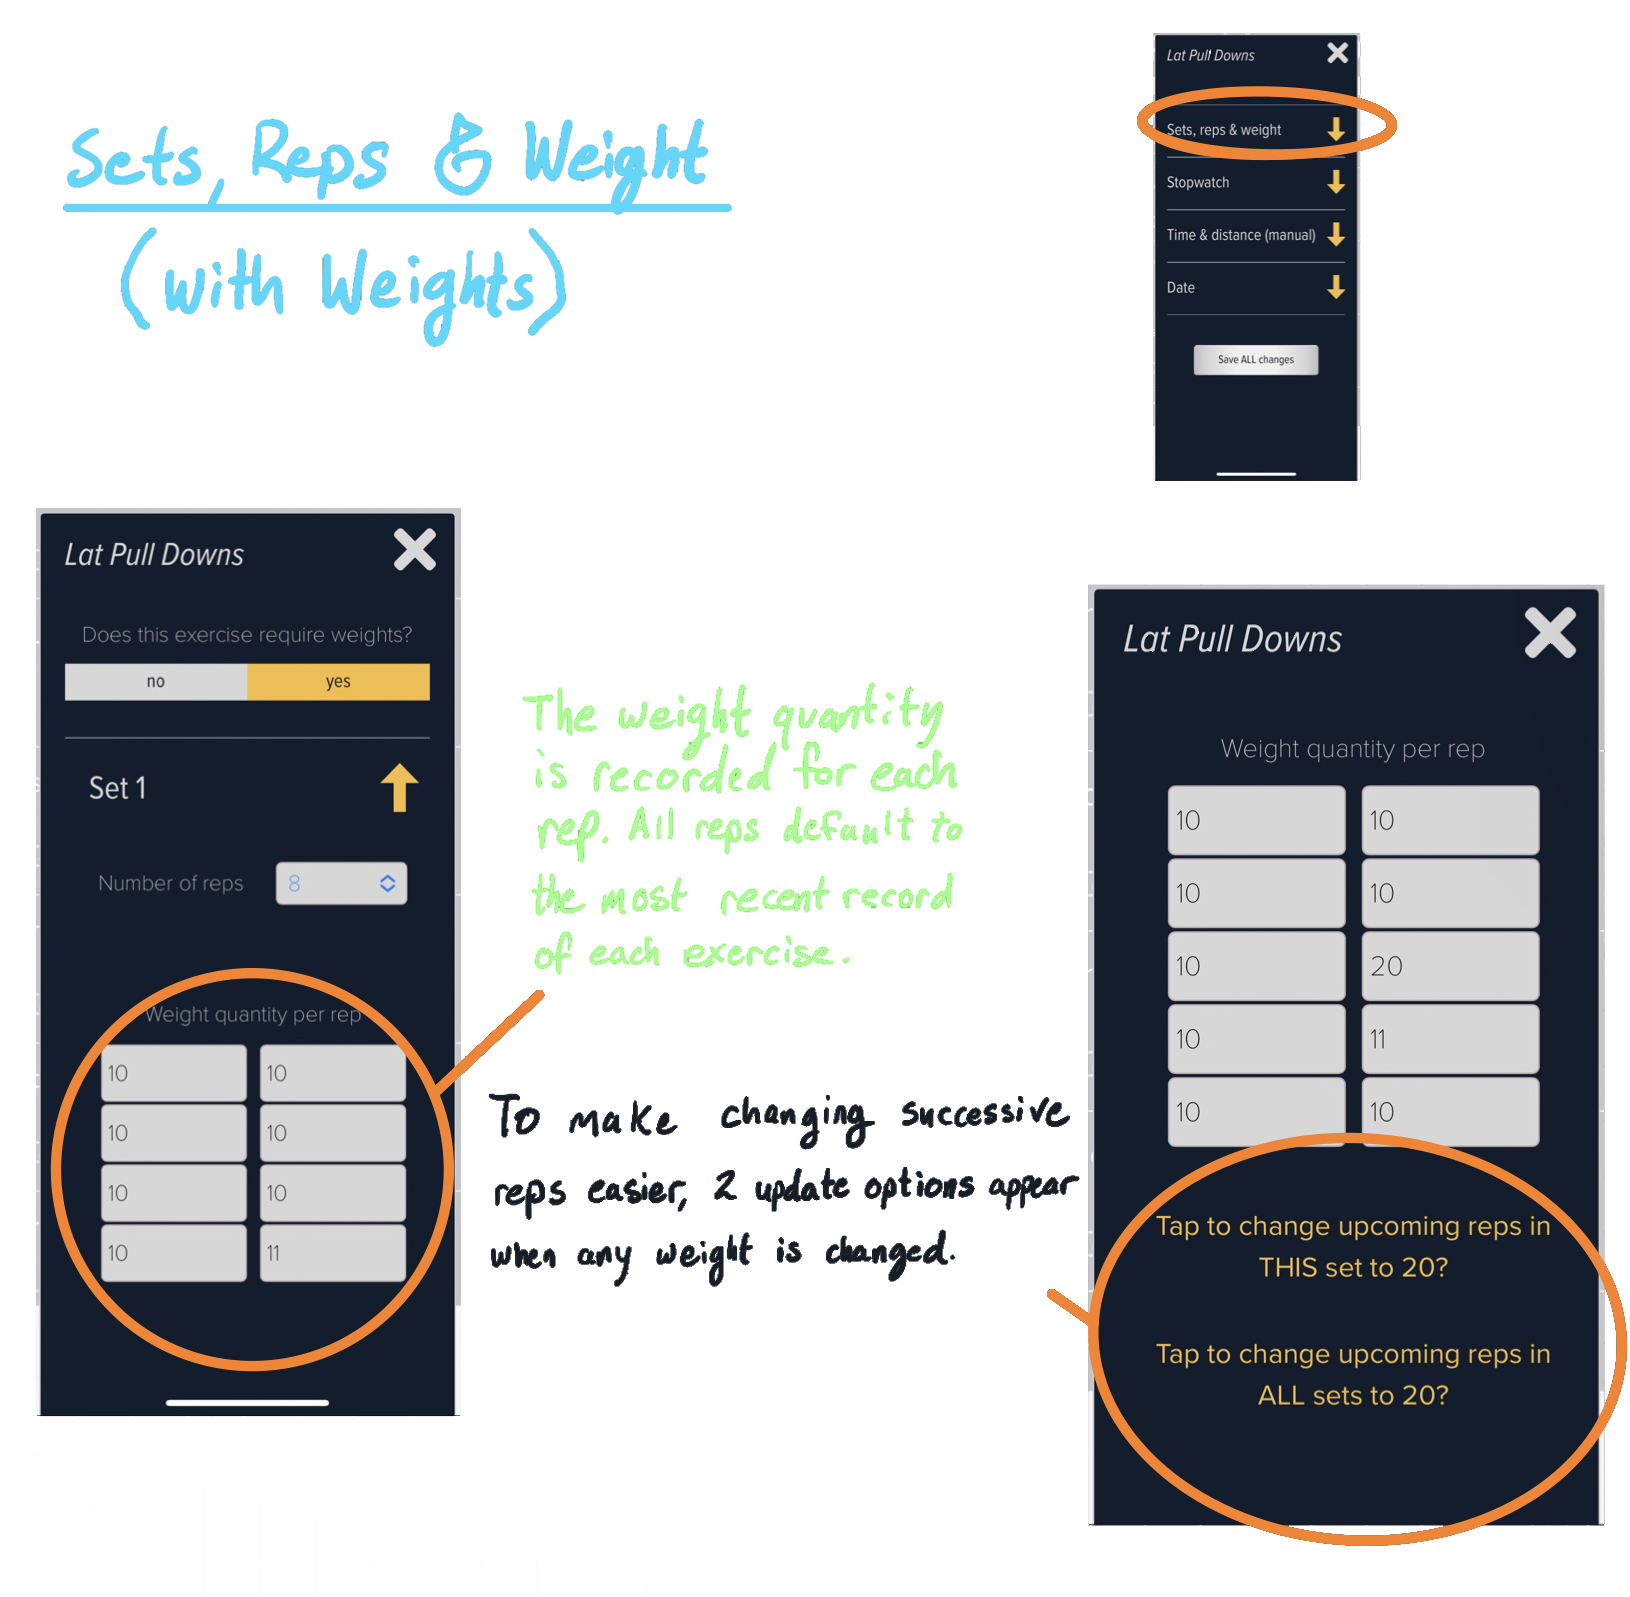 Sets, Reps & Weight
(with Weights)
Lat Pull Downs
Sets, reps & weight
Stopwatch
Time & distance (manual)
Date
Save ALL changes
Lat Pull Downs
Does this exercise require weights?
no yes
Set 1
Number of reps 8
Weight quantity per rep
10 10
10 10
10 10
10 11
The weight quantity
is recorded for each
rep. All reps default to
the most recent record
of each exercise.
To make changing successive
reps easier, 2 update options appear
when any weight is changed.
Lat Pull Downs
Weight quantity per rep
10 10
10 10
10 20
10 11
10 10
Tap to change upcoming reps in
THIS set to 20?
Tap to change upcoming reps in
ALL sets to 20?